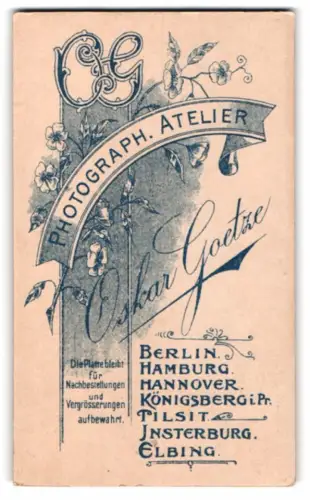 OG
PHOTOGRAPH. ATELIER
Oskar Goetze
Die Platte bleibt
für
Nachbestellungen
und
Vergrösserungen
aufbewahrt.
BERLIN.
HAMBURG.
HANNOVER.
KÖNIGSBERG i. Pr.
TILSIT.
JNSTERBURG.
ELBING.